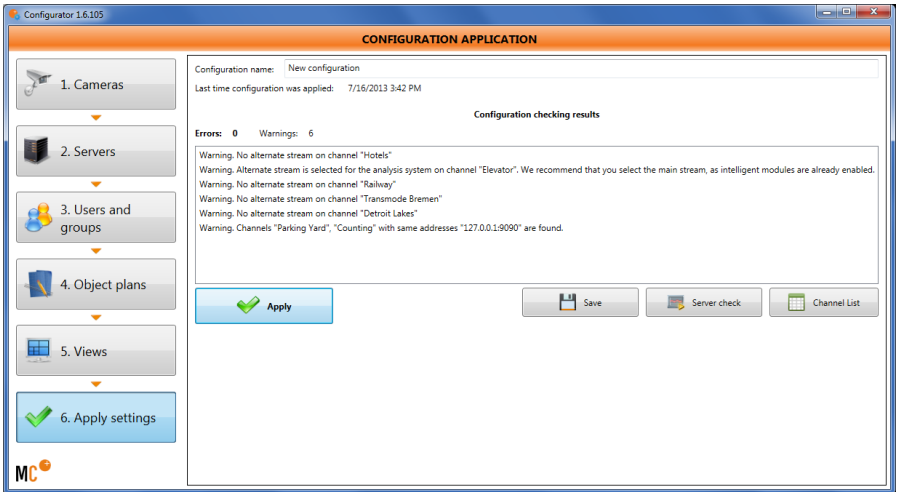 Configurator 1.6.105
CONFIGURATION APPLICATION
1. Cameras
2. Servers
3. Users and
groups
4. Object plans
5. Views
6. Apply settings
MC
Configuration name: New configuration
Last time configuration was applied: 7/16/2013 3:42 PM
Configuration checking results
Errors: 0 Warnings: 6
Warning. No alternate stream on channel "Hotels"
Warning. Alternate stream is selected for the analysis system on channel "Elevator". We recommend that you select the main stream, as intelligent modules are already enabled.
Warning. No alternate stream on channel "Railway"
Warning. No alternate stream on channel "Transmode Bremen"
Warning. No alternate stream on channel "Detroit Lakes"
Warning. Channels "Parking Yard", "Counting" with same addresses "127.0.0.1:9090" are found.
Apply Save Server check Channel List